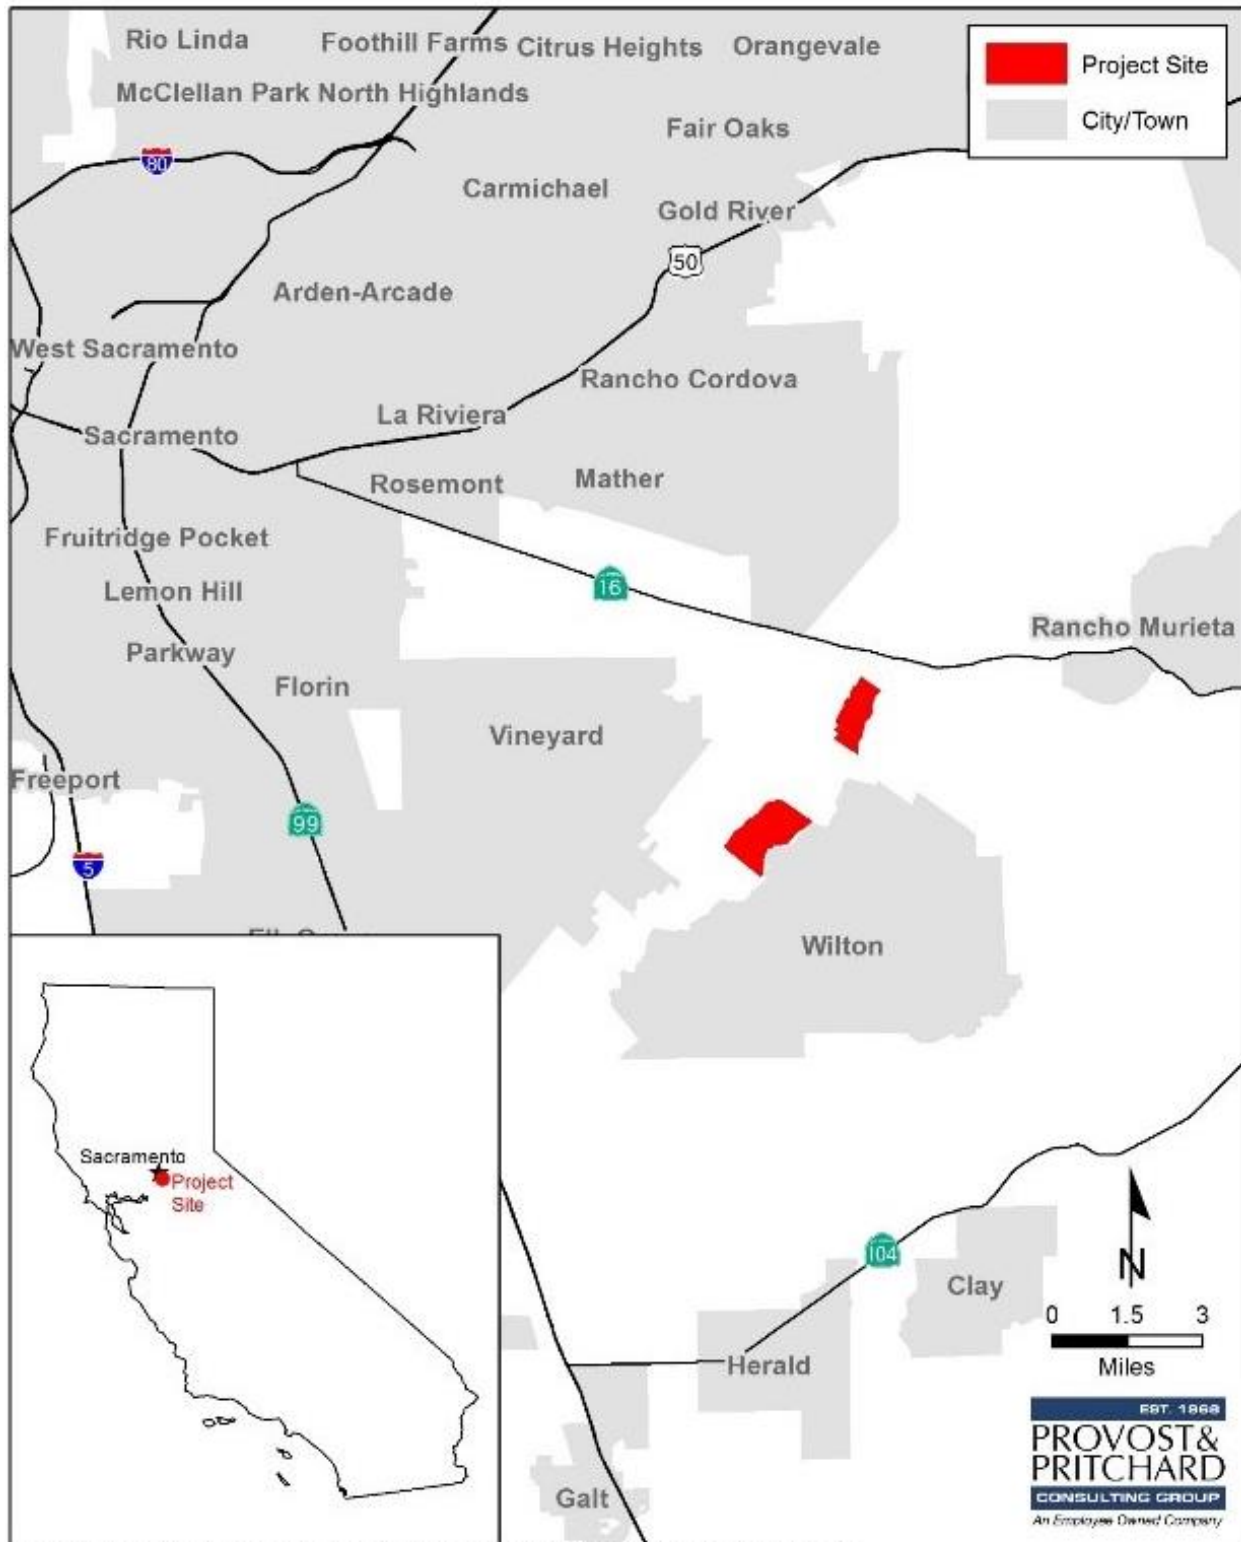 Rio Linda
Foothill Farms
Citrus Heights
Orangevale
Project Site
McClellan Park
North Highlands
City/Town
Fair Oaks
80
Carmichael
Gold River
50
Arden-Arcade
West Sacramento
Rancho Cordova
La Riviera
Sacramento
Rosemont
Mather
Fruitridge Pocket
16
Lemon Hill
Rancho Murieta
Parkway
Florin
Vineyard
Freeport
99
5
Wilton
Sacramento
Project
Site
104
N
Clay
0 1.5 3
Miles
Herald
EST. 1968
PROVOST&
PRITCHARD
CONSULTING GROUP
An Employee Owned Company
Galt